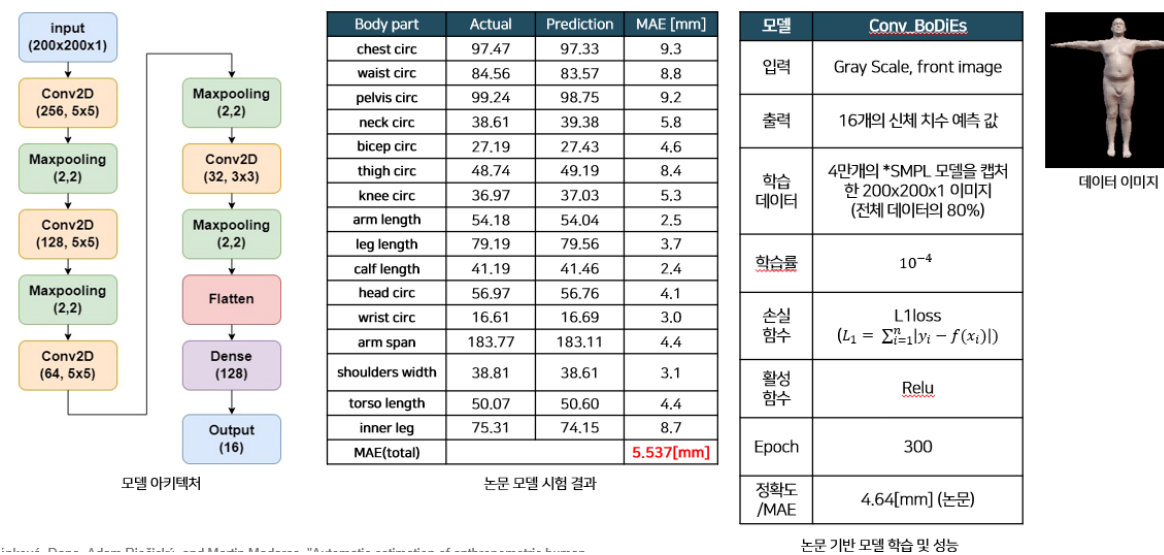 input
(200x200x1)
Conv2D
(256, 5x5)
Maxpooling
(2,2)
Conv2D
(128, 5x5)
Maxpooling
(2,2)
Conv2D
(64, 5x5)
Maxpooling
(2,2)
Conv2D
(32, 3x3)
Maxpooling
(2,2)
Flatten
Dense
(128)
Output
(16)
모델 아키텍처
Body part Actual Prediction MAE [mm]
chest circ 97.47 97.33 9.3
waist circ 84.56 83.57 8.8
pelvis circ 99.24 98.75 9.2
neck circ 38.61 39.38 5.8
bicep circ 27.19 27.43 4.6
thigh circ 48.74 49.19 8.4
knee circ 36.97 37.03 5.3
arm length 54.18 54.04 2.5
leg length 79.19 79.56 3.7
calf length 41.19 41.46 2.4
head circ 56.97 56.76 4.1
wrist circ 16.61 16.69 3.0
arm span 183.77 183.11 4.4
shoulders width 38.81 38.61 3.1
torso length 50.07 50.60 4.4
inner leg 75.31 74.15 8.7
MAE(total) 5.537[mm]
논문 모델 시험 결과
모델 Conv_BoDiEs
입력 Gray Scale, front image
출력 16개의 신체 치수 예측 값
학습
데이터
4만개의 *SMPL 모델을 캡처
한 200x200x1 이미지
(전체 데이터의 80%)
학습률 10⁻⁴
손실
함수
L1loss
(L₁ = ∑ⁿᵢ₌₁|yᵢ − f(xᵢ)|)
활성
함수
Relu
Epoch 300
정확도
/MAE
4.64[mm] (논문)
논문 기반 모델 학습 및 성능
데이터 이미지